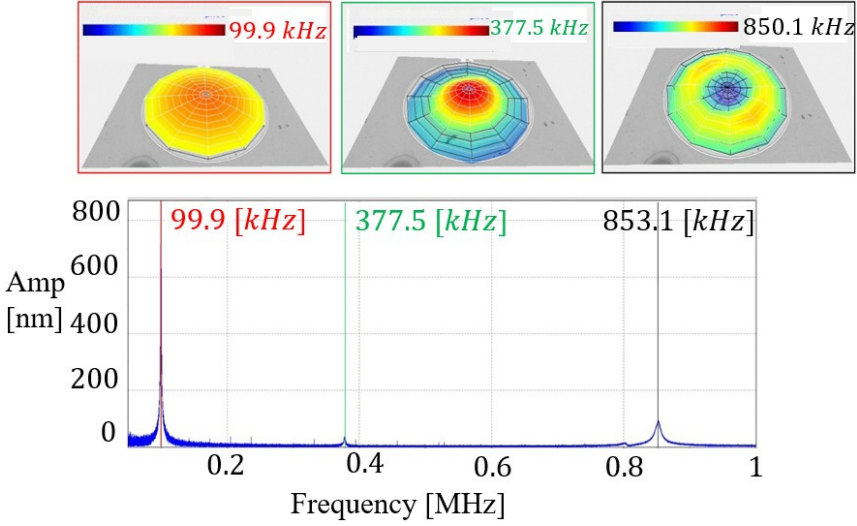 99.9 kHz
377.5 kHz
850.1 kHz
99.9 [kHz]
377.5 [kHz]
853.1 [kHz]
Amp
[nm]
800
600
400
200
0
0.2
0.4
0.6
0.8
1
Frequency [MHz]